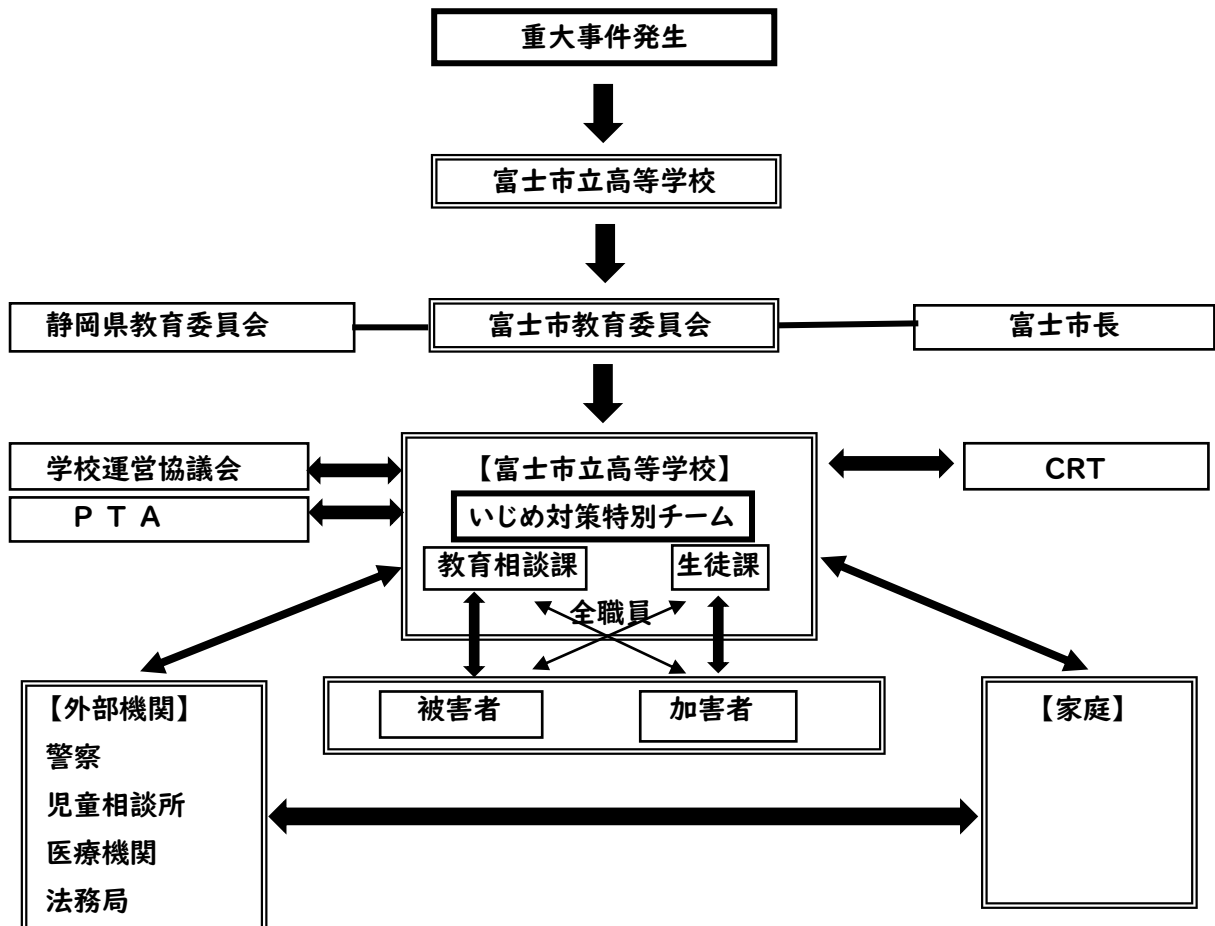 重大事件発生
富士市立高等学校
静岡県教育委員会
富士市教育委員会
富士市長
学校運営協議会
PTA
【富士市立高等学校】
いじめ対策特別チーム
教育相談課
生徒課
全職員
CRT
被害者
加害者
【外部機関】
警察
児童相談所
医療機関
法務局
【家庭】